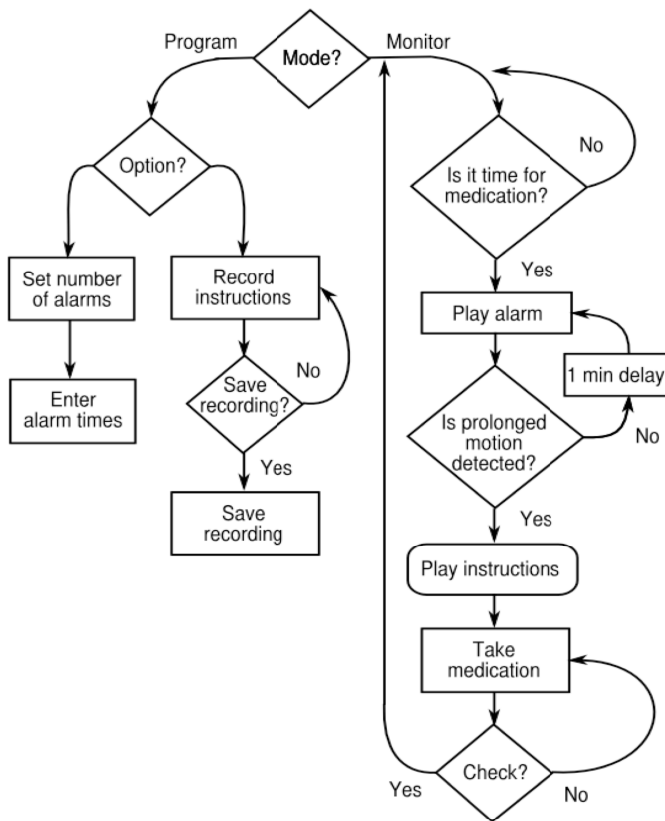 Program
Mode?
Monitor
Option?
No
Is it time for
medication?
Set number
of alarms
Record
instructions
Yes
Play alarm
Enter
alarm times
Save
recording?
No
1 min delay
Is prolonged
motion
detected?
No
Yes
Save
recording
Yes
Play instructions
Take
medication
Check?
Yes
No